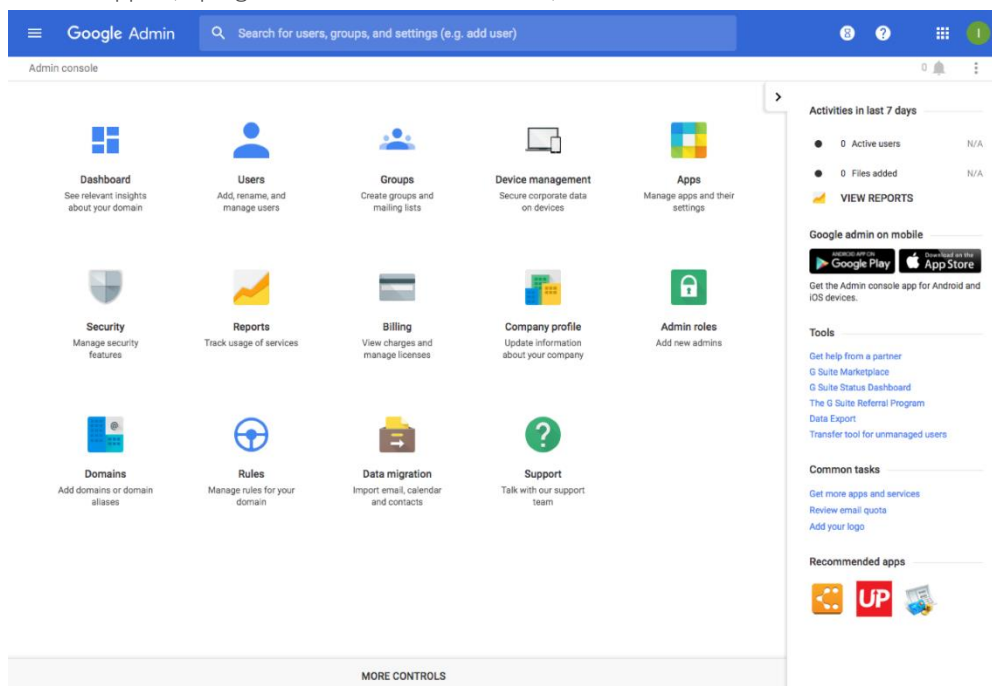 Google Admin
Search for users, groups, and settings (e.g. add user)
8
?
I
Admin console
0
Dashboard
See relevant insights
about your domain
Users
Add, rename, and
manage users
Groups
Create groups and
mailing lists
Device management
Secure corporate data
on devices
Apps
Manage apps and their
settings
Security
Manage security
features
Reports
Track usage of services
Billing
View charges and
manage licenses
Company profile
Update information
about your company
Admin roles
Add new admins
Domains
Add domains or domain
aliases
Rules
Manage rules for your
domain
Data migration
Import email, calendar
and contacts
?
Support
Talk with our support
team
MORE CONTROLS
Activities in last 7 days
0 Active users N/A
0 Files added N/A
VIEW REPORTS
Google admin on mobile
ANDROID APP ON
Google Play
Download on the
App Store
Get the Admin console app for Android and
iOS devices.
Tools
Get help from a partner
G Suite Marketplace
G Suite Status Dashboard
The G Suite Referral Program
Data Export
Transfer tool for unmanaged users
Common tasks
Get more apps and services
Review email quota
Add your logo
Recommended apps
UP